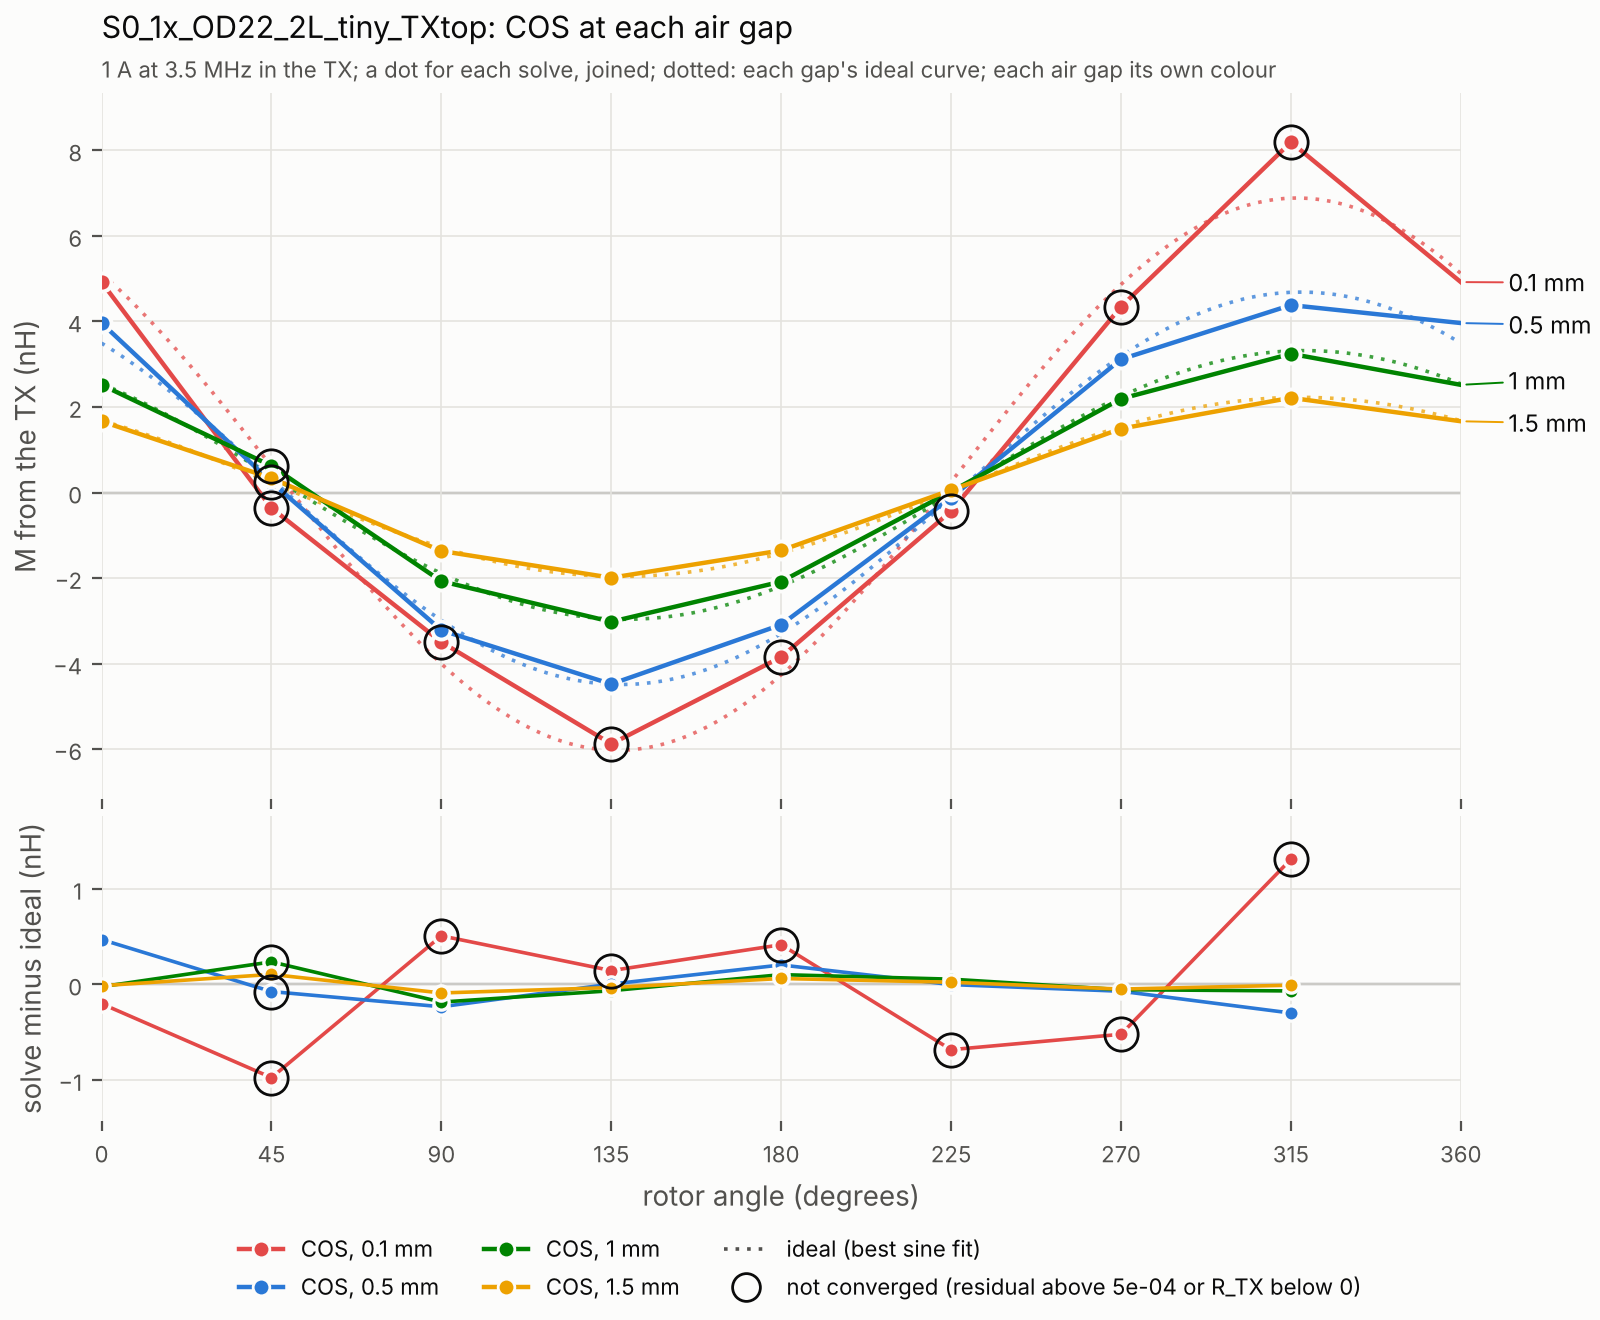 S0_1x_OD22_2L_tiny_TXtop: COS at each air gap
1 A at 3.5 MHz in the TX; a dot for each solve, joined; dotted: each gap's ideal curve; each air gap its own colour
M from the TX (nH)
8
6
4
2
0
−2
−4
−6
0.1 mm
0.5 mm
1 mm
1.5 mm
solve minus ideal (nH)
1
0
−1
0 45 90 135 180 225 270 315 360
rotor angle (degrees)
COS, 0.1 mm COS, 1 mm ideal (best sine fit)
COS, 0.5 mm COS, 1.5 mm not converged (residual above 5e-04 or R_TX below 0)